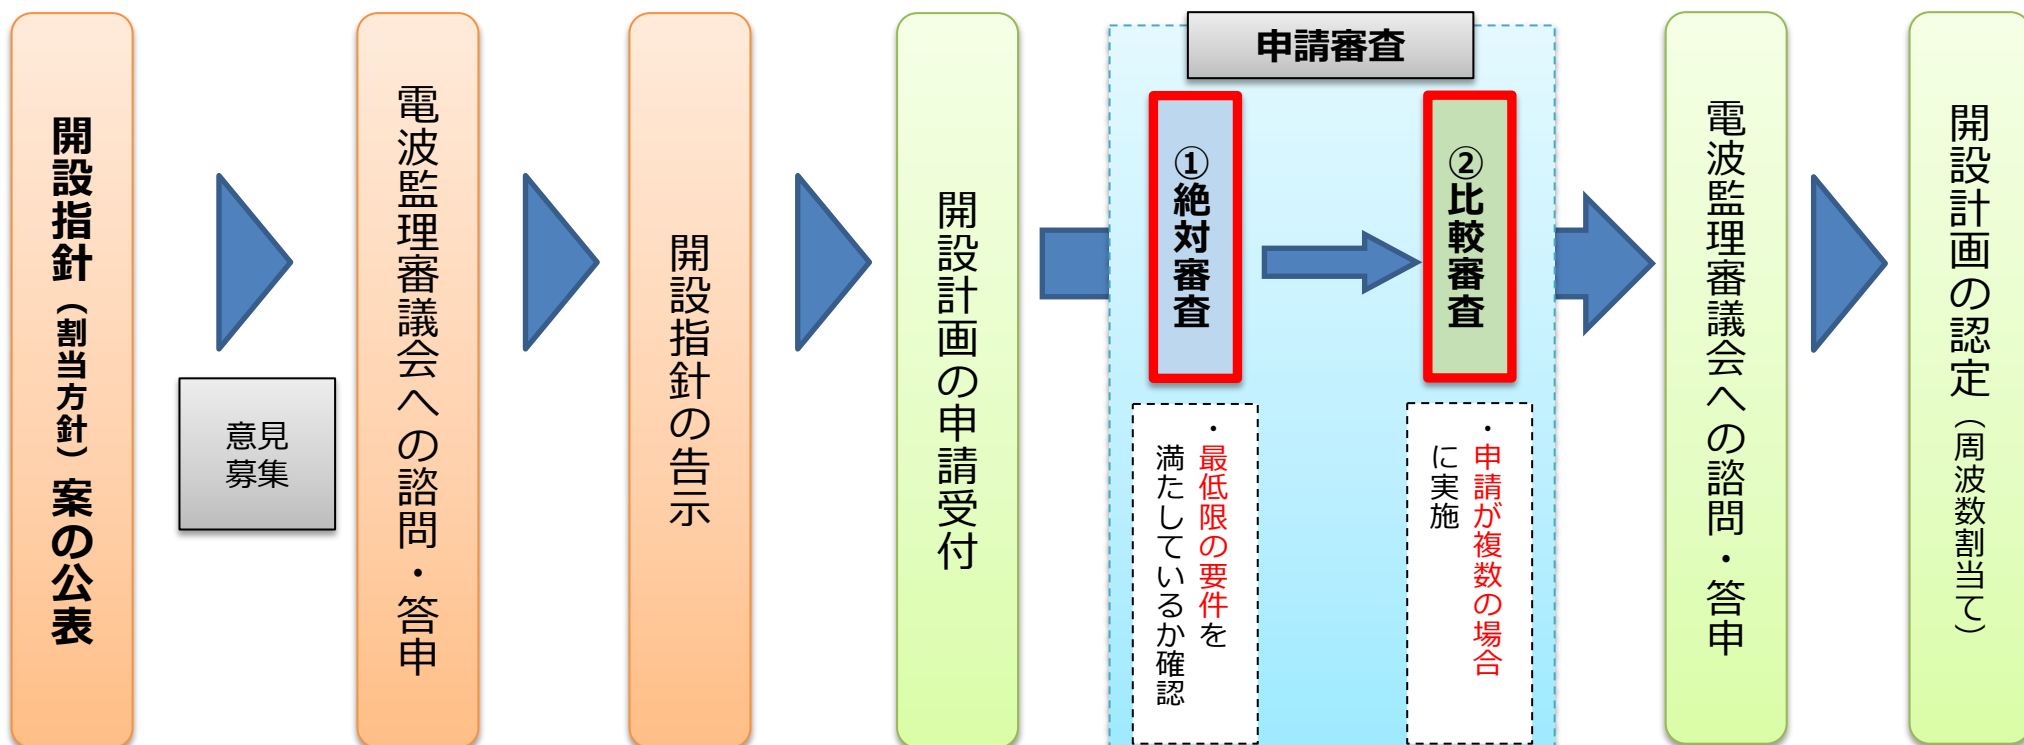 開設指針（割当方針）案の公表
意見
募集
電波監理審議会への諮問・答申
開設指針の告示
開設計画の申請受付
申請審査
①絶対審査
・最低限の要件を
満たしているか確認
②比較審査
・申請が複数の場合
に実施
電波監理審議会への諮問・答申
開設計画の認定（周波数割当て）